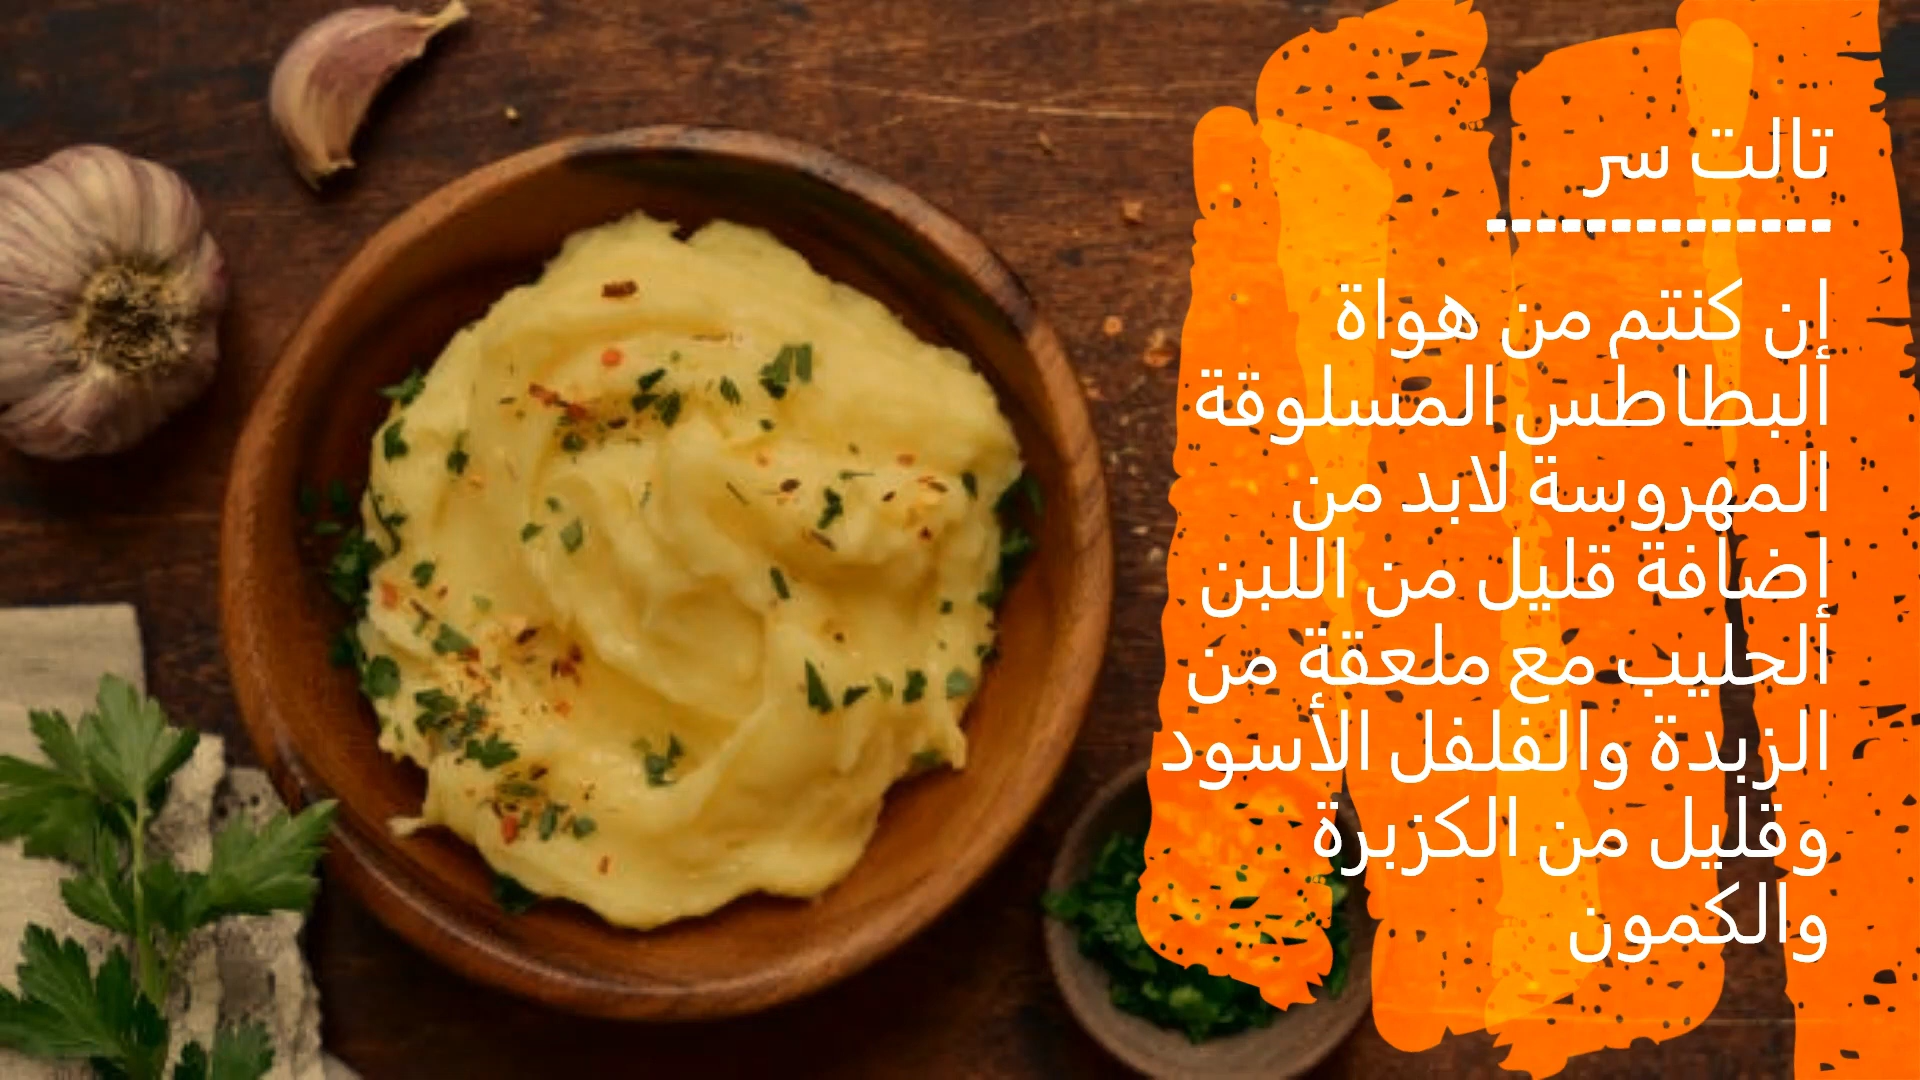 تالت سر
--------------
إن كنتم من هواة
البطاطس المسلوقة
المهروسة لابد من
إضافة قليل من اللبن
الحليب مع ملعقة من
الزبدة والفلفل الأسود
وقليل من الكزبرة
والكمون